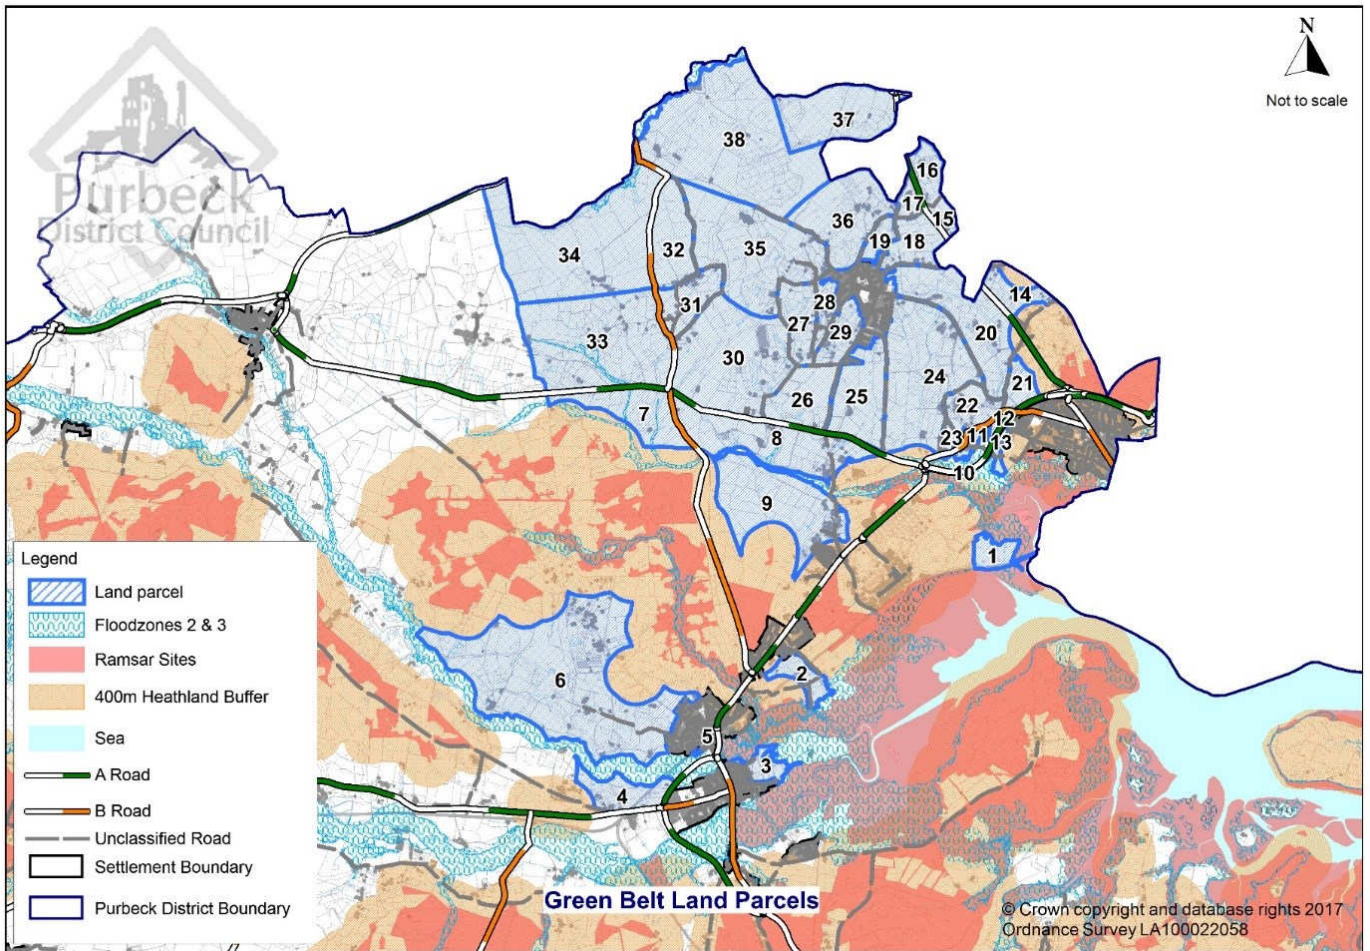 N
Not to scale
Purbeck
District Council
37
38
16
17
15
36
19
18
35
32
34
14
28
31
20
27
29
33
30
24
21
26
25
22
7
12
8
23
11
13
10
9
1
6
2
5
3
4
Legend
Land parcel
Floodzones 2 & 3
Ramsar Sites
400m Heathland Buffer
Sea
A Road
B Road
Unclassified Road
Settlement Boundary
Purbeck District Boundary
Green Belt Land Parcels
© Crown copyright and database rights 2017
Ordnance Survey LA100022058